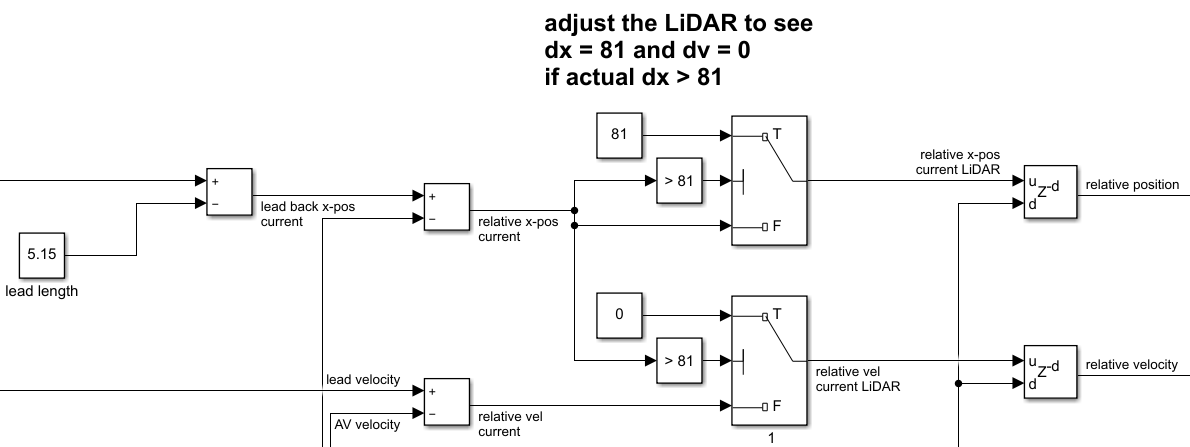 adjust the LiDAR to see
dx = 81 and dv = 0
if actual dx > 81
81
T
relative x-pos
current LiDAR
+
−
lead back x-pos
current
+
−
relative x-pos
current
> 81
F
u
d
Z-d
relative position
5.15
lead length
0
T
> 81
F
1
relative vel
current LiDAR
u
d
Z-d
relative velocity
lead velocity
AV velocity
+
−
relative vel
current